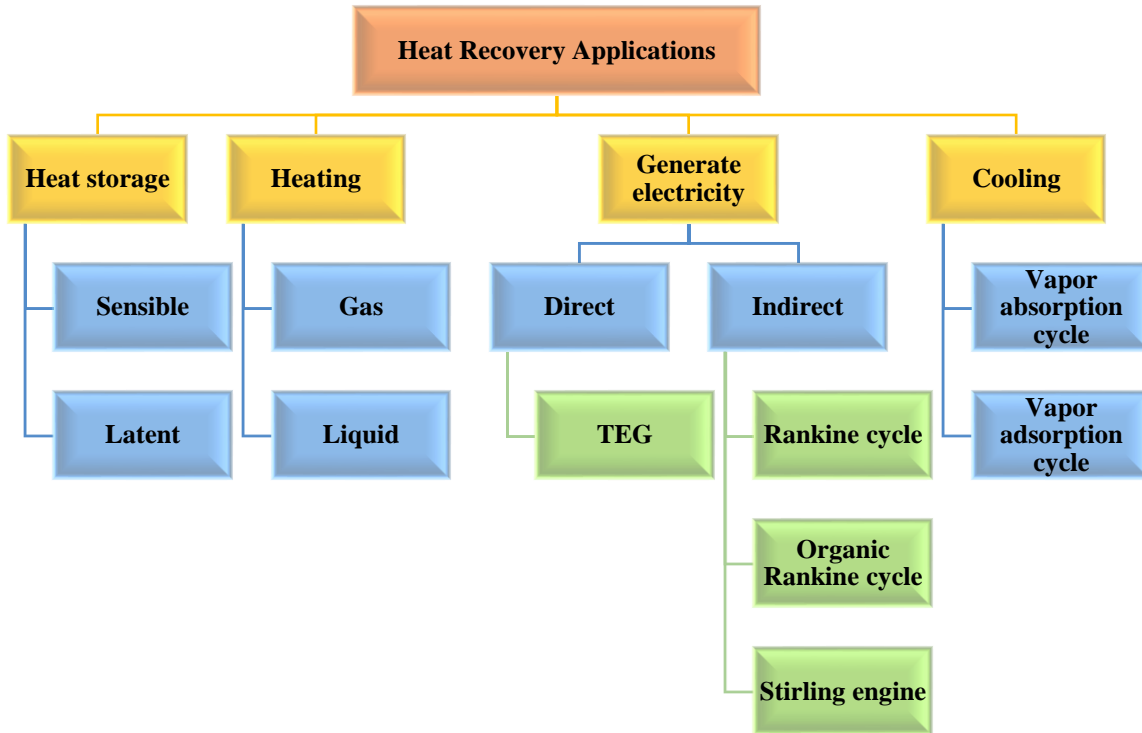 Heat Recovery Applications
Heat storage
Heating
Generate
electricity
Cooling
Sensible
Gas
Direct
Indirect
Vapor
absorption
cycle
Latent
Liquid
TEG
Rankine cycle
Vapor
adsorption
cycle
Organic
Rankine cycle
Stirling engine